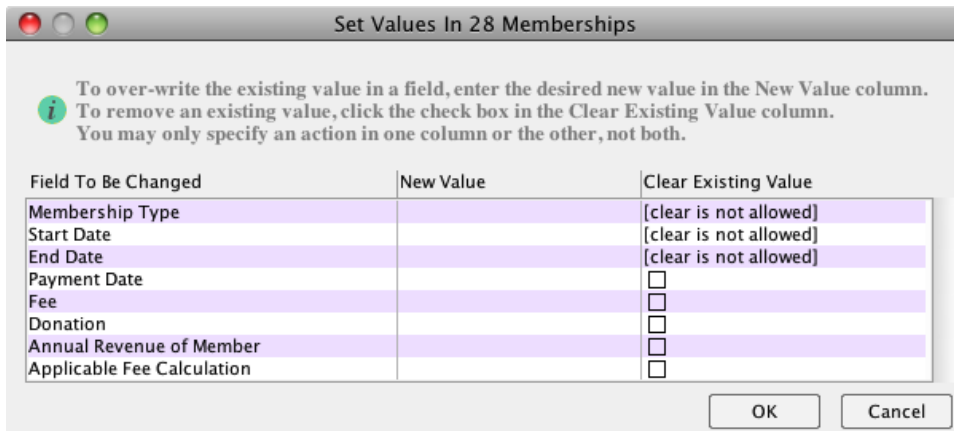 Set Values In 28 Memberships
To over-write the existing value in a field, enter the desired new value in the New Value column.
i To remove an existing value, click the check box in the Clear Existing Value column.
You may only specify an action in one column or the other, not both.
Field To Be Changed New Value Clear Existing Value
Membership Type [clear is not allowed]
Start Date [clear is not allowed]
End Date [clear is not allowed]
Payment Date
Fee
Donation
Annual Revenue of Member
Applicable Fee Calculation
OK Cancel